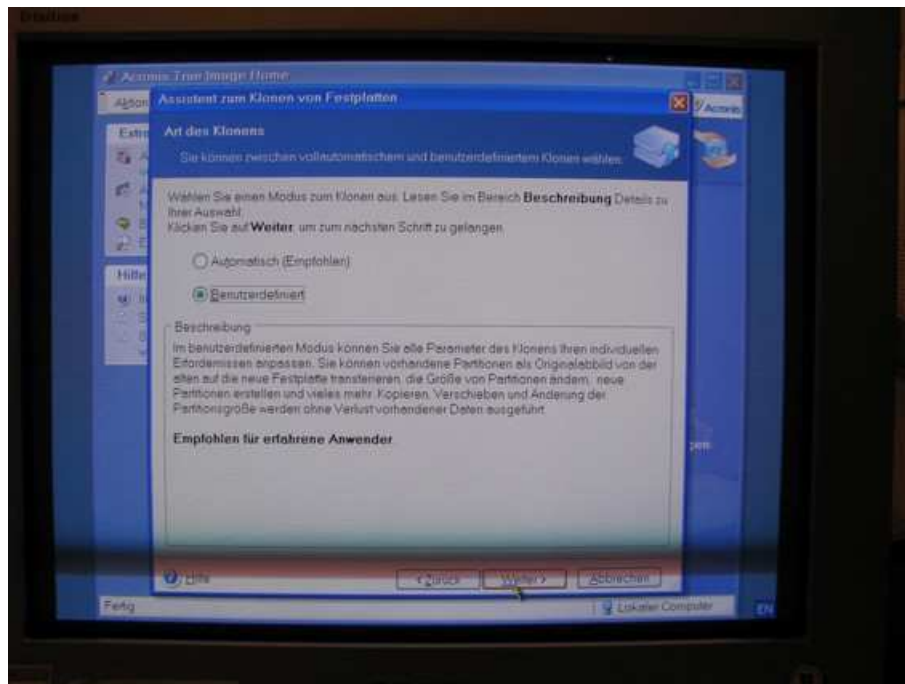 Acronis True Image Home
Aktion
Assistent zum Klonen von Festplatten
Acronis
Art des Klonens
Sie können zwischen vollautomatischem und benutzerdefiniertem Klonen wählen.
Extra
Wählen Sie einen Modus zum Klonen aus. Lesen Sie im Bereich Beschreibung Details zu
Ihrer Auswahl.
Klicken Sie auf Weiter, um zum nächsten Schritt zu gelangen.
Automatisch (Empfohlen)
Hilfe
Benutzerdefiniert
Beschreibung
Im benutzerdefinierten Modus können Sie alle Parameter des Klonens Ihren individuellen
Erfordernissen anpassen. Sie können vorhandene Partitionen als Originalabbild von der
alten auf die neue Festplatte transferieren, die Größe von Partitionen ändern, neue
Partitionen erstellen und vieles mehr. Kopieren, Verschieben und Änderung der
Partitionsgröße werden ohne Verlust vorhandener Daten ausgeführt.
Empfohlen für erfahrene Anwender.
Hilfe
< Zurück
Weiter >
Abbrechen
Fertig
Lokaler Computer
EN